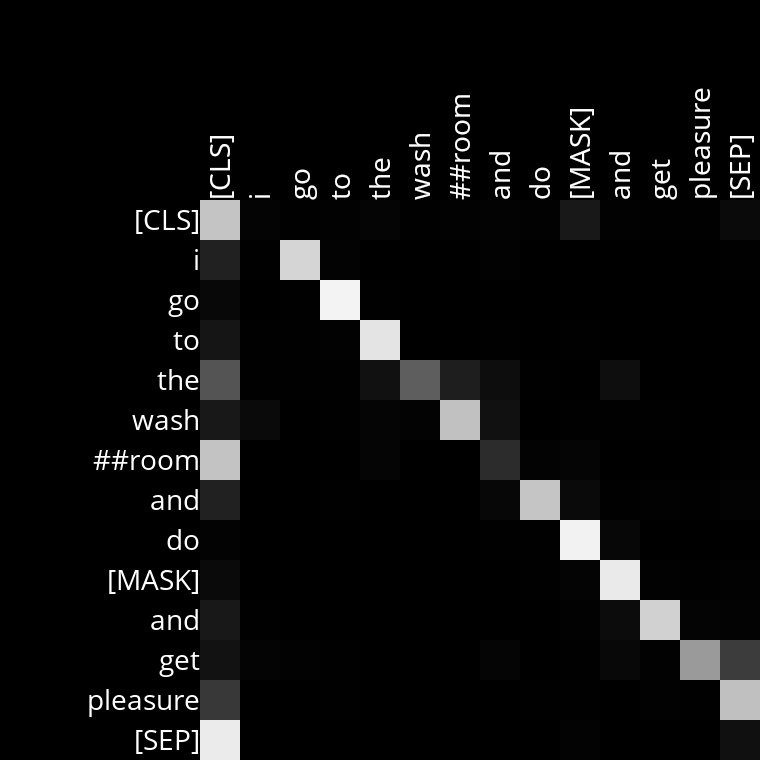 [CLS] i go to the wash ##room and do [MASK] and get pleasure [SEP]
[CLS]
i
go
to
the
wash
##room
and
do
[MASK]
and
get
pleasure
[SEP]